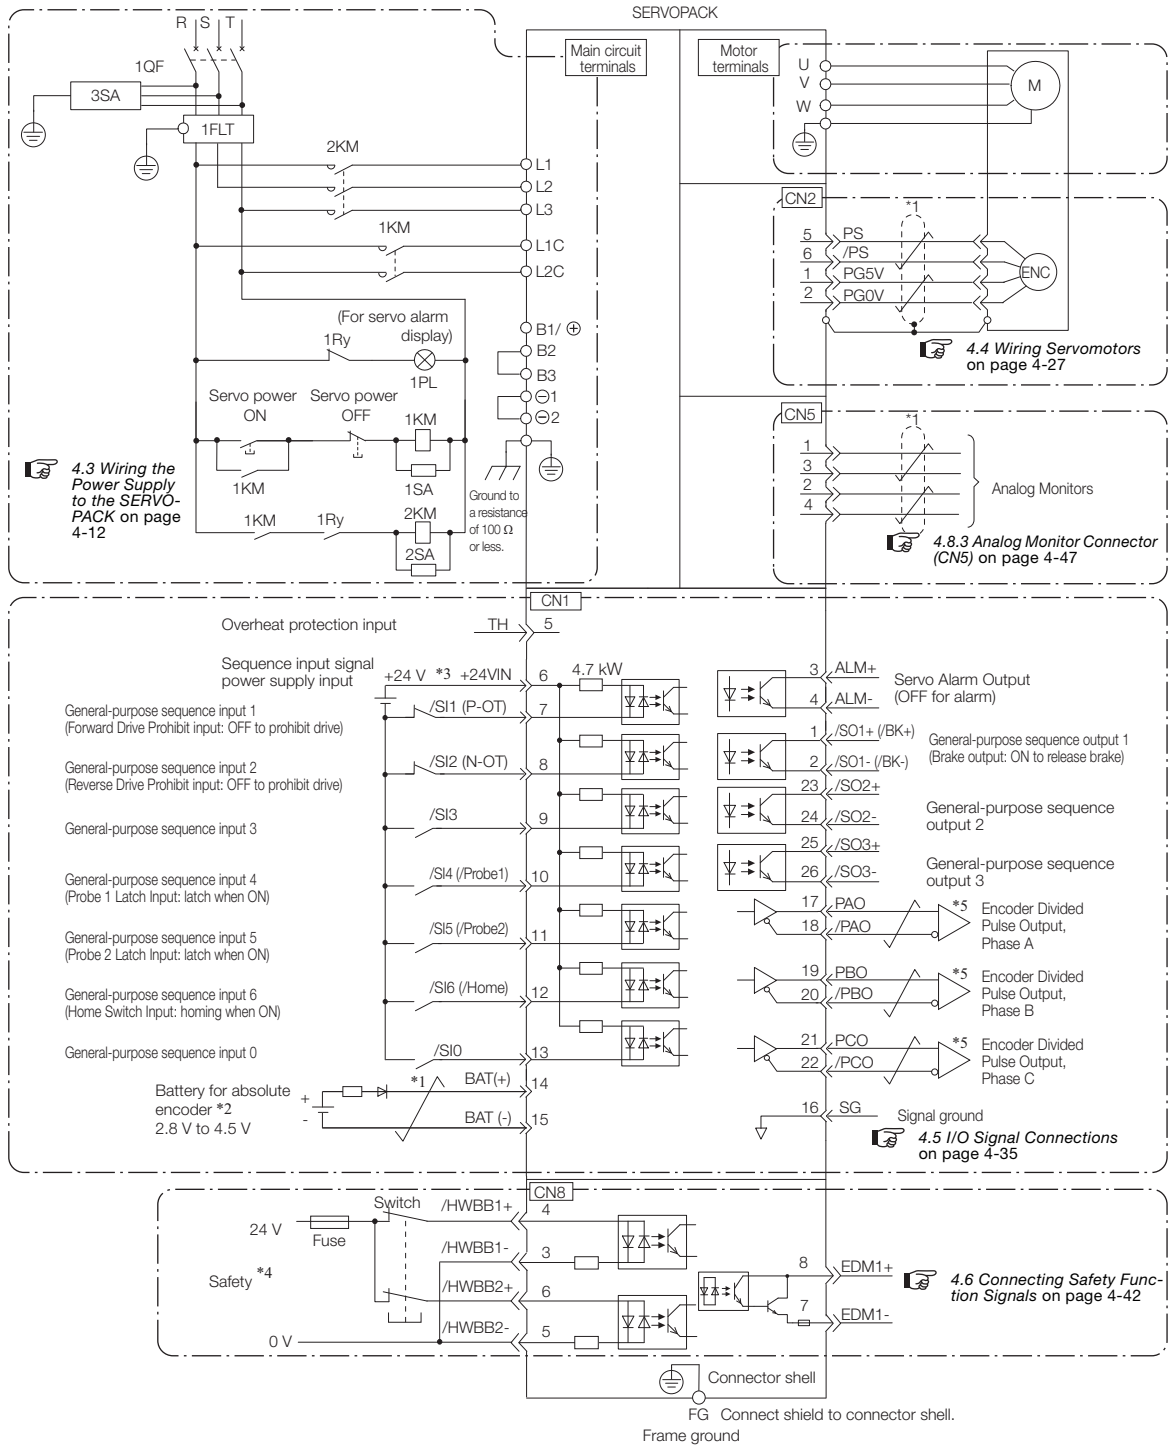 SERVOPACK
R S T
Main circuit
terminals
Motor
terminals
1QF
3SA
1FLT
2KM
L1
L2
L3
1KM
L1C
L2C
(For servo alarm
display)
1Ry
1PL
B1/ ⊕
B2
B3
⊖1
⊖2
Servo power
ON
Servo power
OFF
1KM
1KM
1SA
1KM
1Ry
2KM
2SA
Ground to
a resistance
of 100 Ω
or less.
4.3 Wiring the
Power Supply
to the SERVO-
PACK on page
4-12
U
V
W
M
CN2
*1
5 PS
6 /PS
1 PG5V
2 PG0V
ENC
4.4 Wiring Servomotors
on page 4-27
CN5
*1
1
3
2
4
Analog Monitors
4.8.3 Analog Monitor Connector
(CN5) on page 4-47
CN1
Overheat protection input
TH 5
Sequence input signal
power supply input
+24 V *3 +24VIN 6
4.7 kW
General-purpose sequence input 1
(Forward Drive Prohibit input: OFF to prohibit drive)
/SI1 (P-OT) 7
General-purpose sequence input 2
(Reverse Drive Prohibit input: OFF to prohibit drive)
/SI2 (N-OT) 8
General-purpose sequence input 3
/SI3 9
General-purpose sequence input 4
(Probe 1 Latch Input: latch when ON)
/SI4 (/Probe1) 10
General-purpose sequence input 5
(Probe 2 Latch Input: latch when ON)
/SI5 (/Probe2) 11
General-purpose sequence input 6
(Home Switch Input: homing when ON)
/SI6 (/Home) 12
General-purpose sequence input 0
/SI0 13
Battery for absolute
encoder *2
2.8 V to 4.5 V
+
-
*1
BAT(+) 14
BAT (-) 15
3 ALM+
4 ALM-
Servo Alarm Output
(OFF for alarm)
1 /SO1+ (/BK+)
2 /SO1- (/BK-)
General-purpose sequence output 1
(Brake output: ON to release brake)
23 /SO2+
24 /SO2-
General-purpose sequence
output 2
25 /SO3+
26 /SO3-
General-purpose sequence
output 3
17 PAO
18 /PAO
*5
Encoder Divided
Pulse Output,
Phase A
19 PBO
20 /PBO
*5
Encoder Divided
Pulse Output,
Phase B
21 PCO
22 /PCO
*5
Encoder Divided
Pulse Output,
Phase C
16 SG
Signal ground
4.5 I/O Signal Connections
on page 4-35
CN8
Switch
24 V
Fuse
Safety *4
0 V
/HWBB1+ 4
/HWBB1- 3
/HWBB2+ 6
/HWBB2- 5
8 EDM1+
7 EDM1-
4.6 Connecting Safety Func-
tion Signals on page 4-42
Connector shell
FG Connect shield to connector shell.
Frame ground